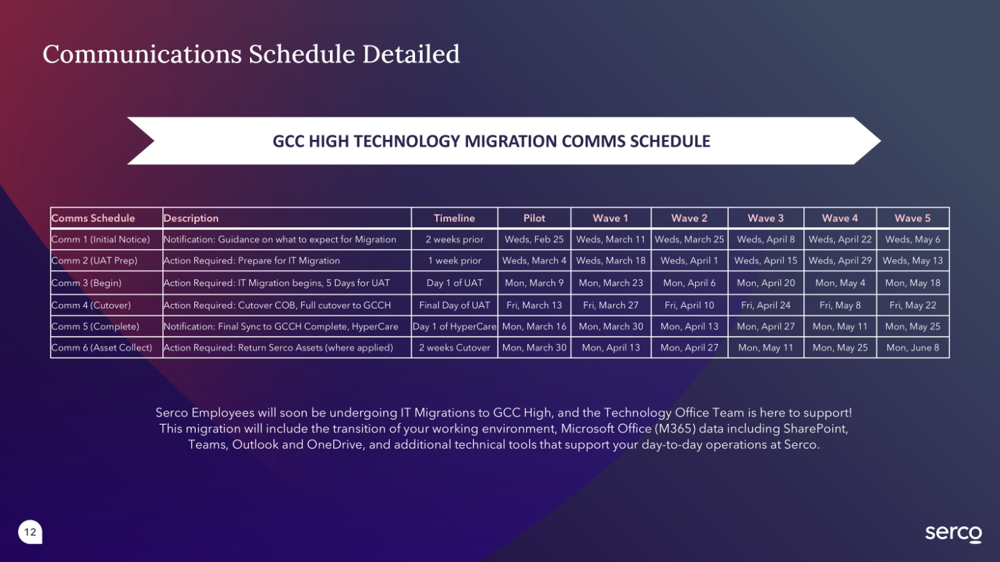 Communications Schedule Detailed
GCC HIGH TECHNOLOGY MIGRATION COMMS SCHEDULE
Comms Schedule Description Timeline Pilot Wave 1 Wave 2 Wave 3 Wave 4 Wave 5
Comm 1 (Initial Notice) Notification: Guidance on what to expect for Migration 2 weeks prior Weds, Feb 25 Weds, March 11 Weds, March 25 Weds, April 8 Weds, April 22 Weds, May 6
Comm 2 (UAT Prep) Action Required: Prepare for IT Migration 1 week prior Weds, March 4 Weds, March 18 Weds, April 1 Weds, April 15 Weds, April 29 Weds, May 13
Comm 3 (Begin) Action Required: IT Migration begins, 5 Days for UAT Day 1 of UAT Mon, March 9 Mon, March 23 Mon, April 6 Mon, April 20 Mon, May 4 Mon, May 18
Comm 4 (Cutover) Action Required: Cutover COB, Full cutover to GCCH Final Day of UAT Fri, March 13 Fri, March 27 Fri, April 10 Fri, April 24 Fri, May 8 Fri, May 22
Comm 5 (Complete) Notification: Final Sync to GCCH Complete, HyperCare Day 1 of HyperCare Mon, March 16 Mon, March 30 Mon, April 13 Mon, April 27 Mon, May 11 Mon, May 25
Comm 6 (Asset Collect) Action Required: Return Serco Assets (where applied) 2 weeks Cutover Mon, March 30 Mon, April 13 Mon, April 27 Mon, May 11 Mon, May 25 Mon, June 8
Serco Employees will soon be undergoing IT Migrations to GCC High, and the Technology Office Team is here to support!
This migration will include the transition of your working environment, Microsoft Office (M365) data including SharePoint,
Teams, Outlook and OneDrive, and additional technical tools that support your day-to-day operations at Serco.
12
serco